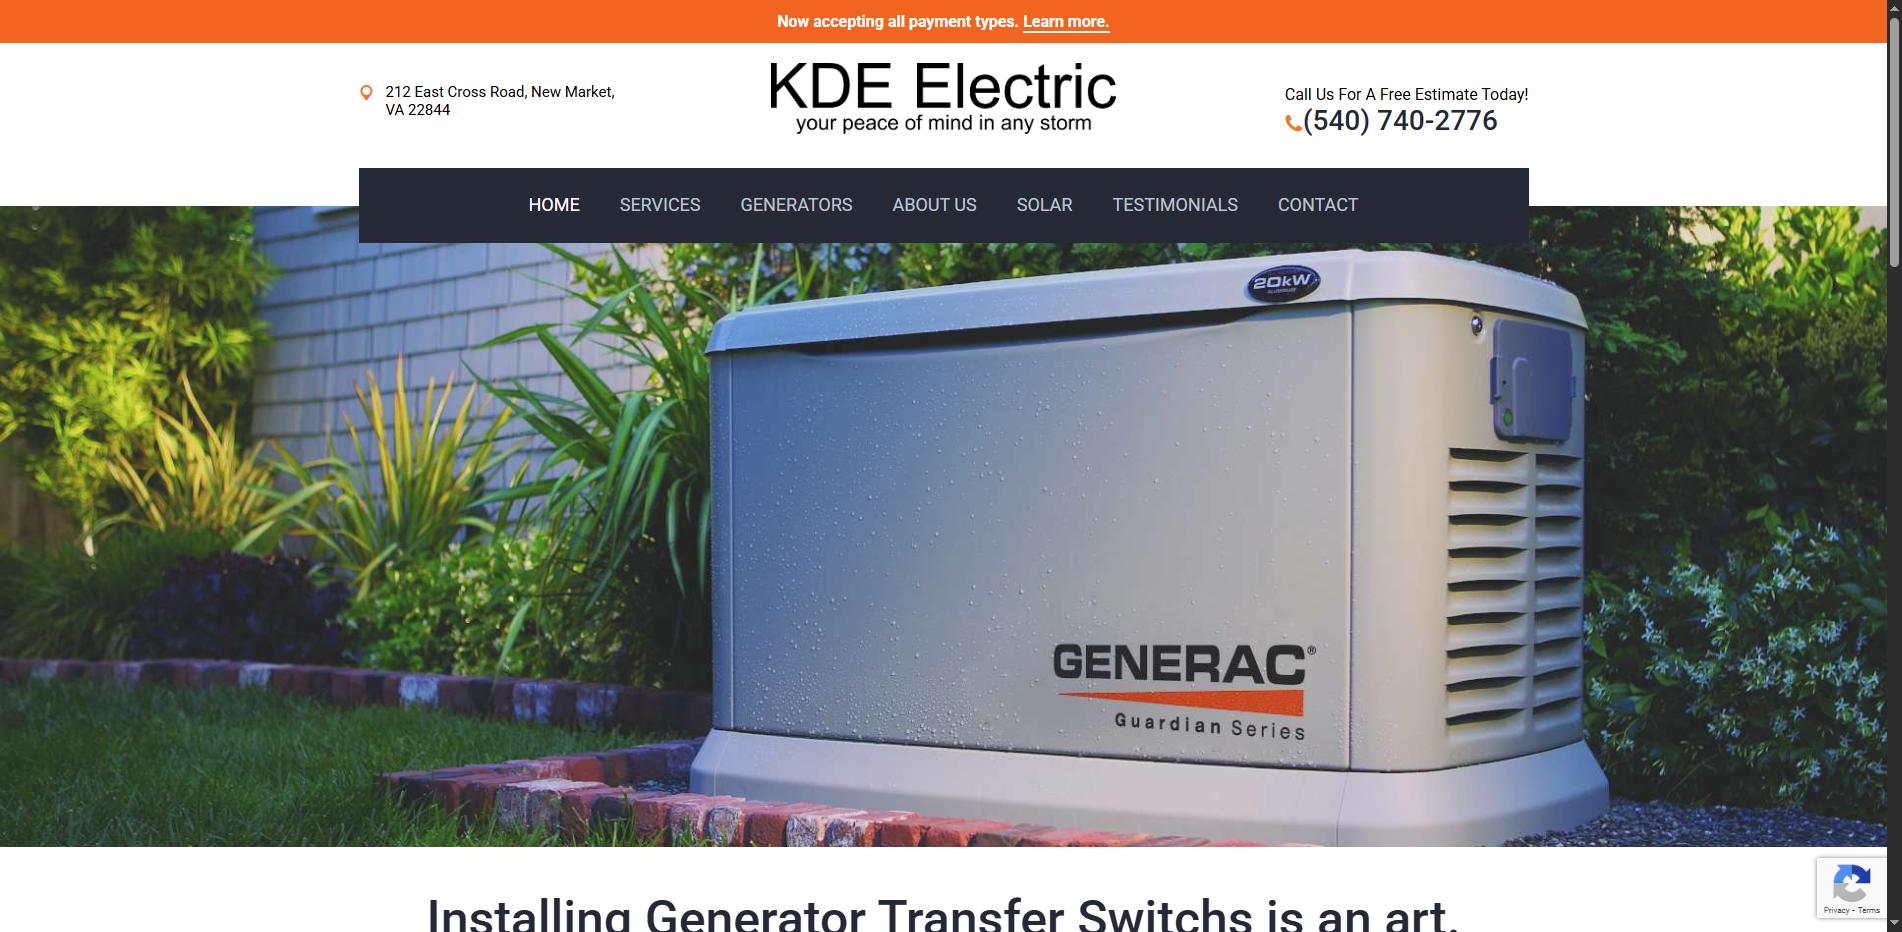 Now accepting all payment types. Learn more.
212 East Cross Road, New Market,
VA 22844
KDE Electric
your peace of mind in any storm
Call Us For A Free Estimate Today!
(540) 740-2776
HOME SERVICES GENERATORS ABOUT US SOLAR TESTIMONIALS CONTACT
20kW
GENERAC®
Guardian Series
Installing Generator Transfer Switchs is an art.
Privacy - Terms